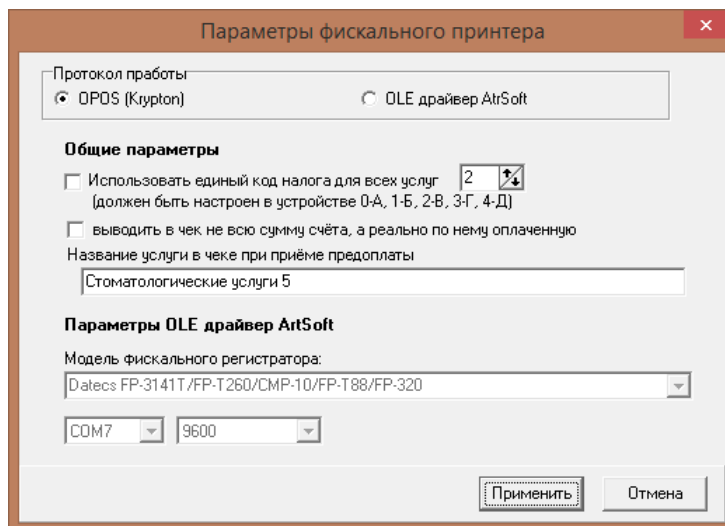 Параметры фискального принтера
Протокол пработы
OPOS (Krypton)
OLE драйвер AtrSoft
Общие параметры
Использовать единый код налога для всех услуг 2
(должен быть настроен в устройстве 0-А, 1-Б, 2-В, 3-Г, 4-Д)
выводить в чек не всю сумму счёта, а реально по нему оплаченную
Название услуги в чеке при приёме предоплаты
Стоматологические услуги 5
Параметры OLE драйвер ArtSoft
Модель фискального регистратора:
Datecs FP-3141T/FP-T260/CMP-10/FP-T88/FP-320
COM7 9600
Применить Отмена